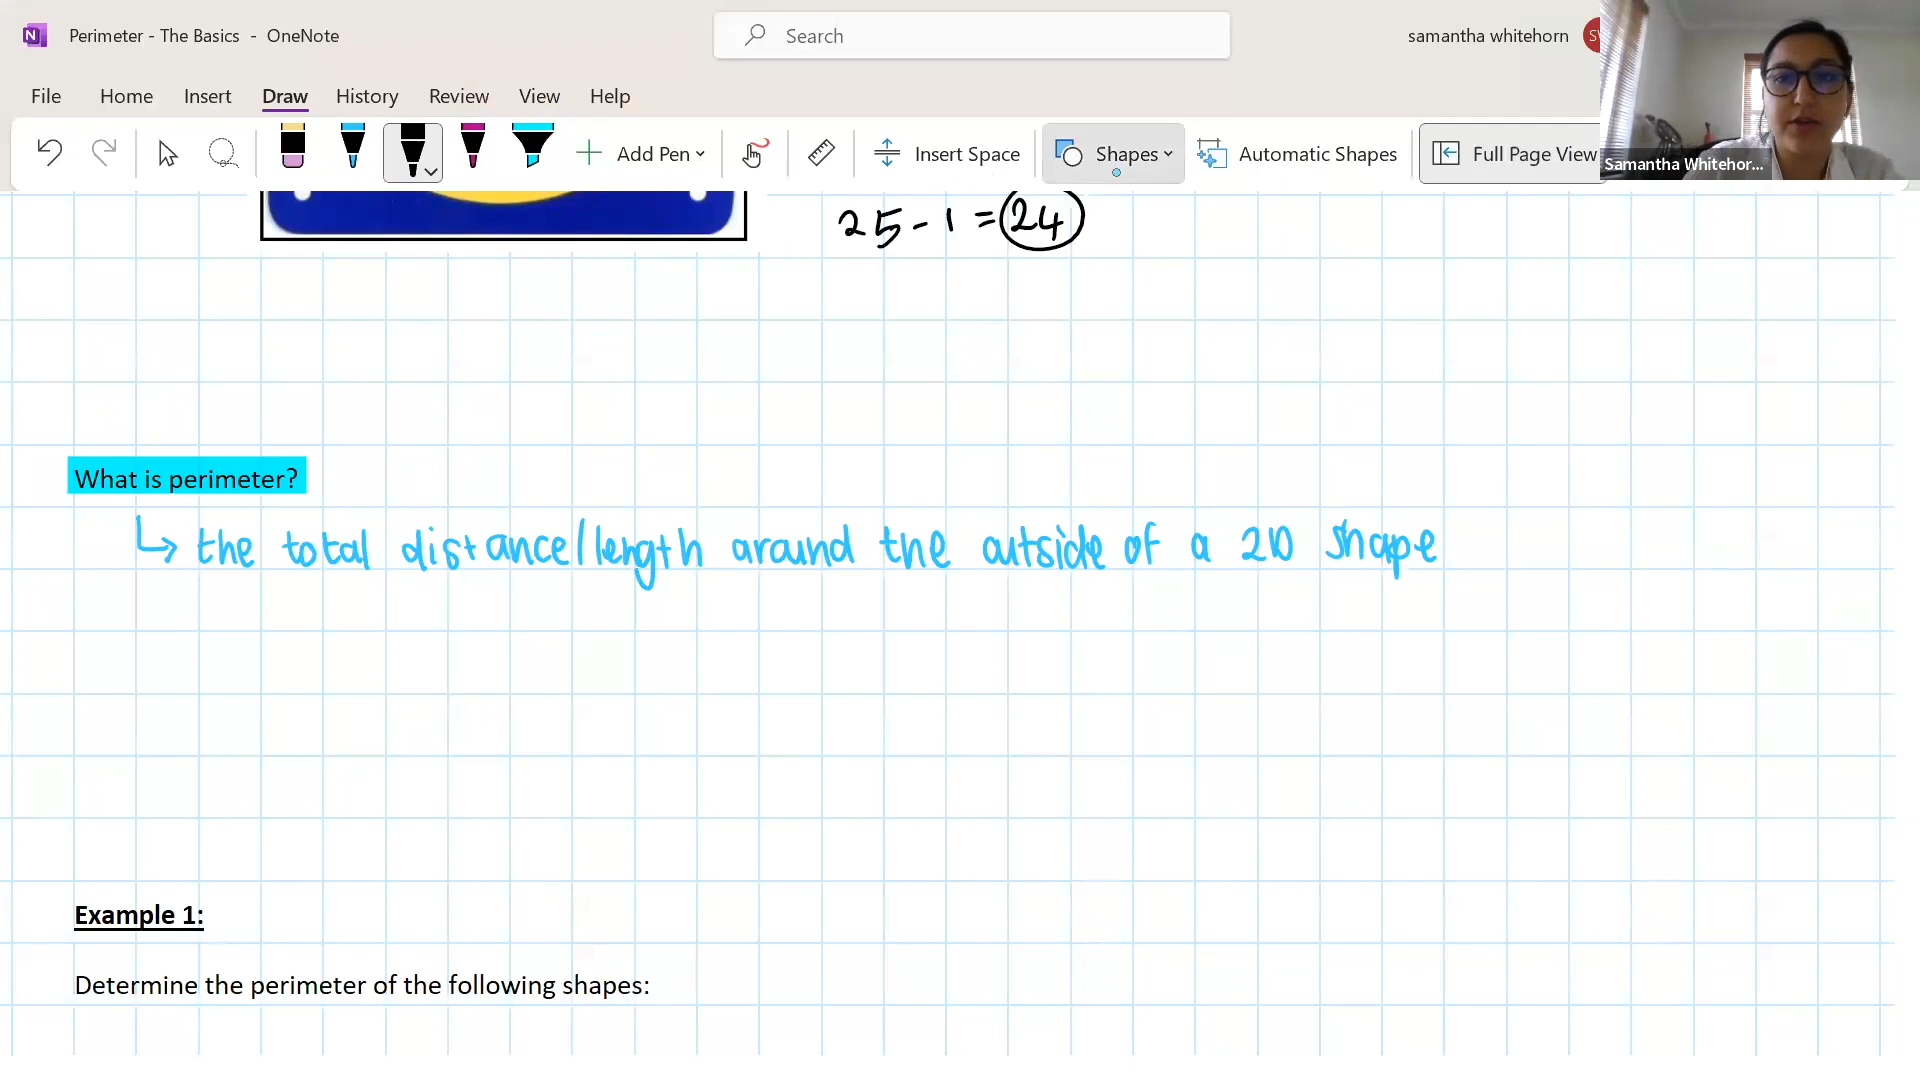 Perimeter - The Basics - OneNote
Search
samantha whitehorn
File Home Insert Draw History Review View Help
Add Pen Insert Space Shapes Automatic Shapes Full Page View
Samantha Whitehor...
25 - 1 = 24
What is perimeter?
↳ the total distance/length around the outside of a 2D shape
Example 1:
Determine the perimeter of the following shapes: